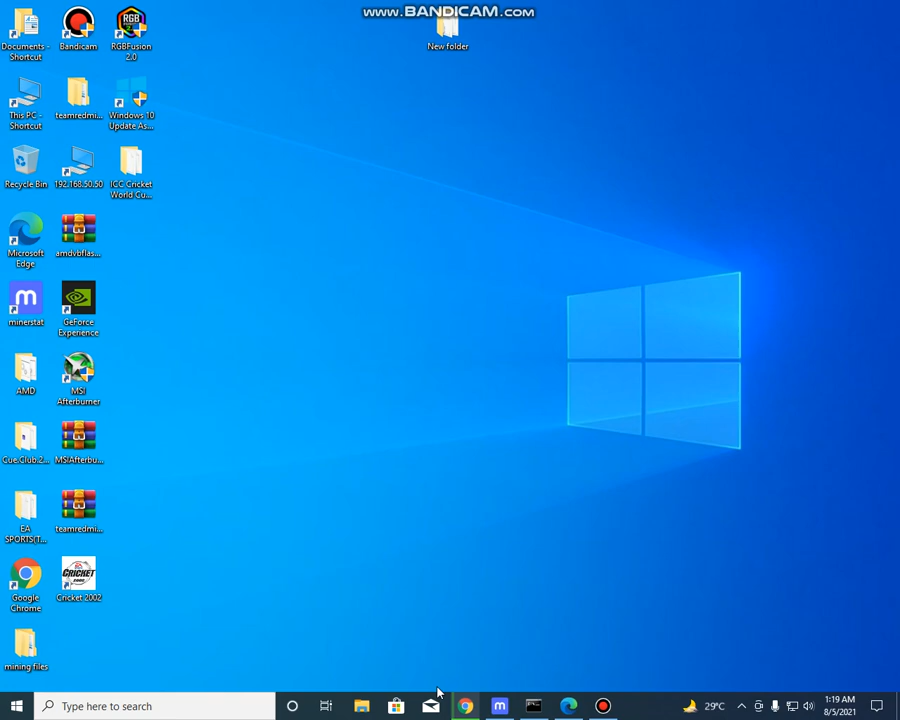 www.BANDICAM.com
Documents -
Shortcut
Bandicam
RGBFusion
2.0
New folder
This PC -
Shortcut
teamredmi...
Windows 10
Update As...
Recycle Bin
192.168.50.50
ICC Cricket
World Cu...
Microsoft
Edge
amdvbflas...
minerstat
GeForce
Experience
AMD
MSI
Afterburner
Cue.Club.2...
MSIAfterbu...
EA
SPORTS(T...
teamredmi...
Google
Chrome
Cricket 2002
mining files
Type here to search
29°C
1:19 AM
8/5/2021